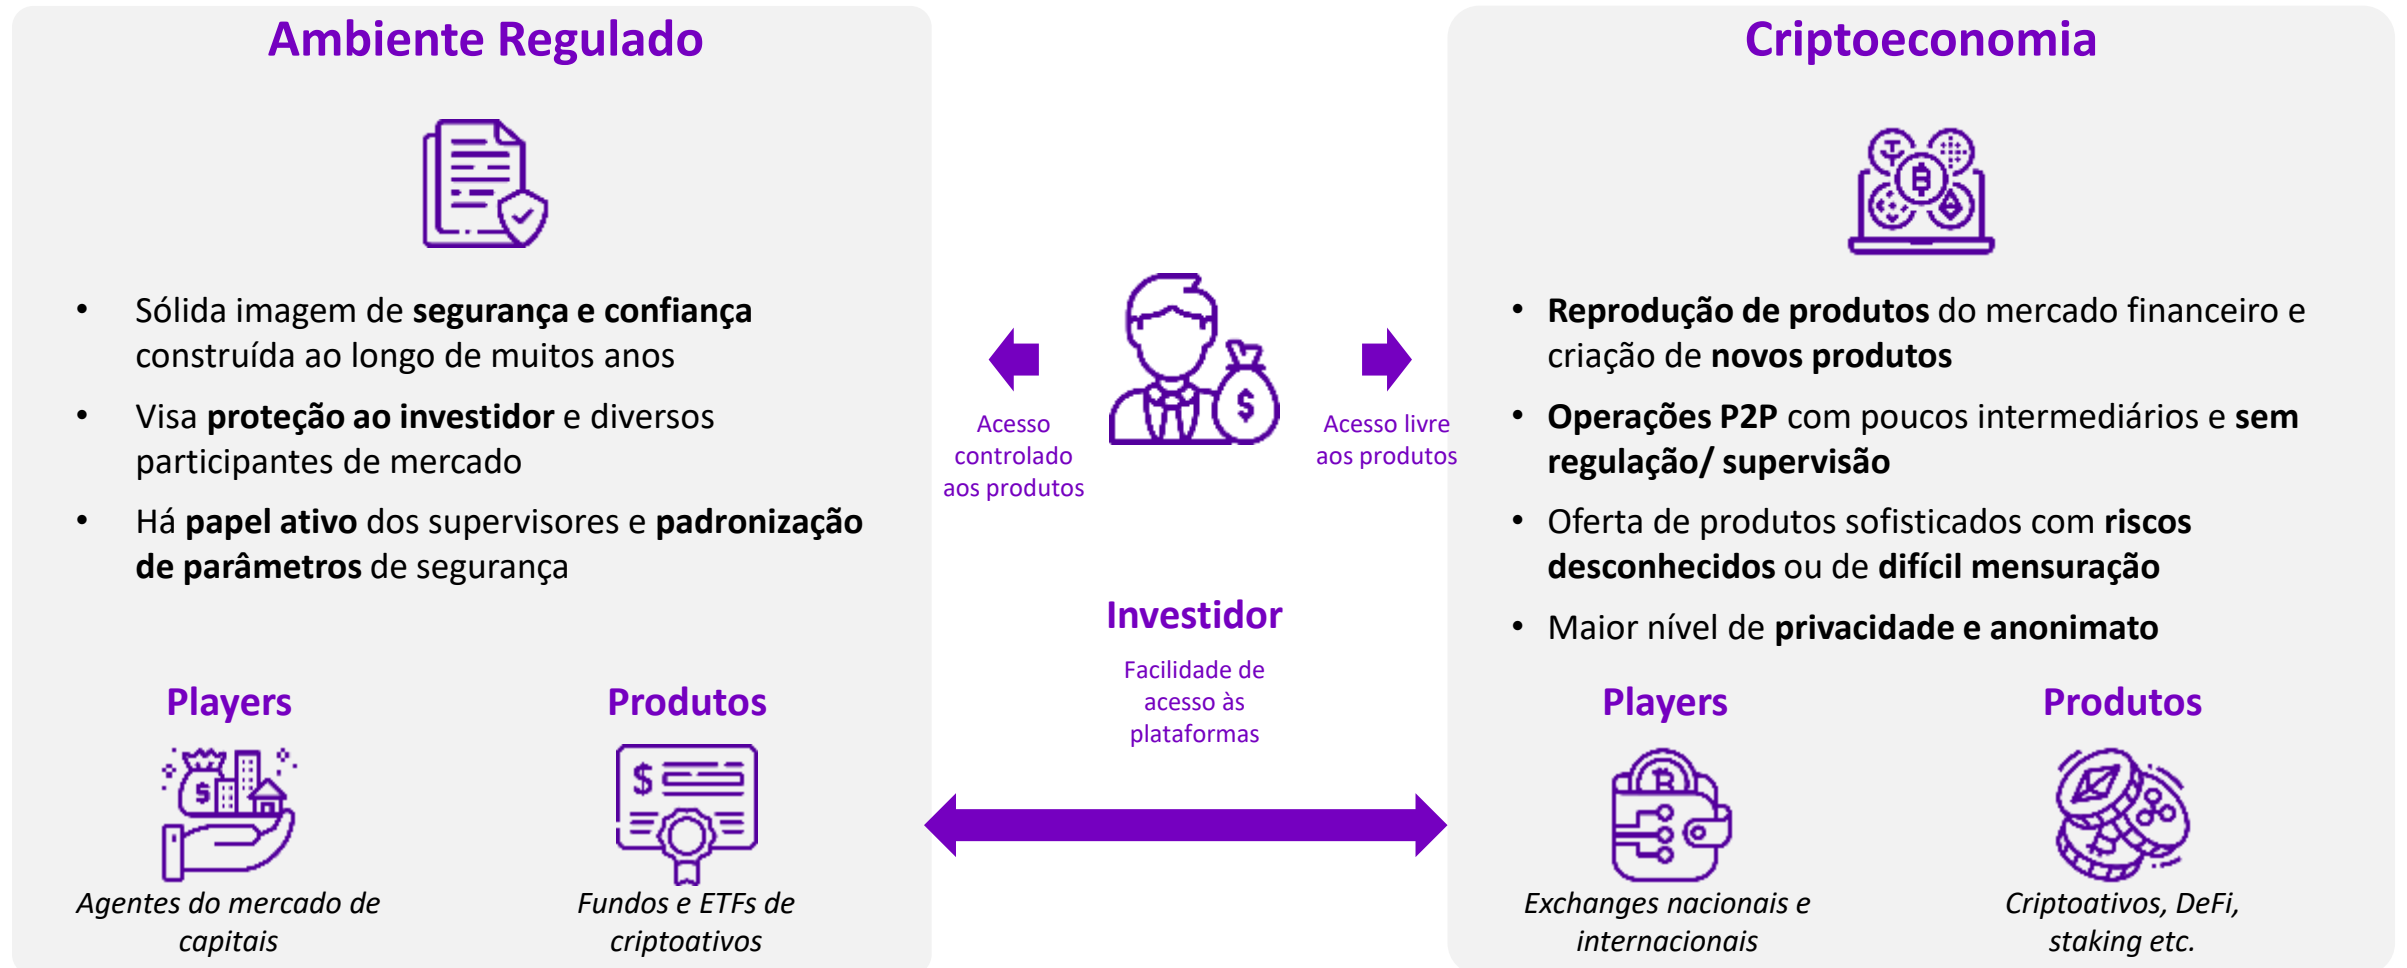 Ambiente Regulado
• Sólida imagem de segurança e confiança
construída ao longo de muitos anos
• Visa proteção ao investidor e diversos
participantes de mercado
• Há papel ativo dos supervisores e padronização
de parâmetros de segurança
Players
Agentes do mercado de
capitais
Produtos
Fundos e ETFs de
criptoativos
Acesso
controlado
aos produtos
Acesso livre
aos produtos
Investidor
Facilidade de
acesso às
plataformas
Criptoeconomia
• Reprodução de produtos do mercado financeiro e
criação de novos produtos
• Operações P2P com poucos intermediários e sem
regulação/ supervisão
• Oferta de produtos sofisticados com riscos
desconhecidos ou de difícil mensuração
• Maior nível de privacidade e anonimato
Players
Exchanges nacionais e
internacionais
Produtos
Criptoativos, DeFi,
staking etc.